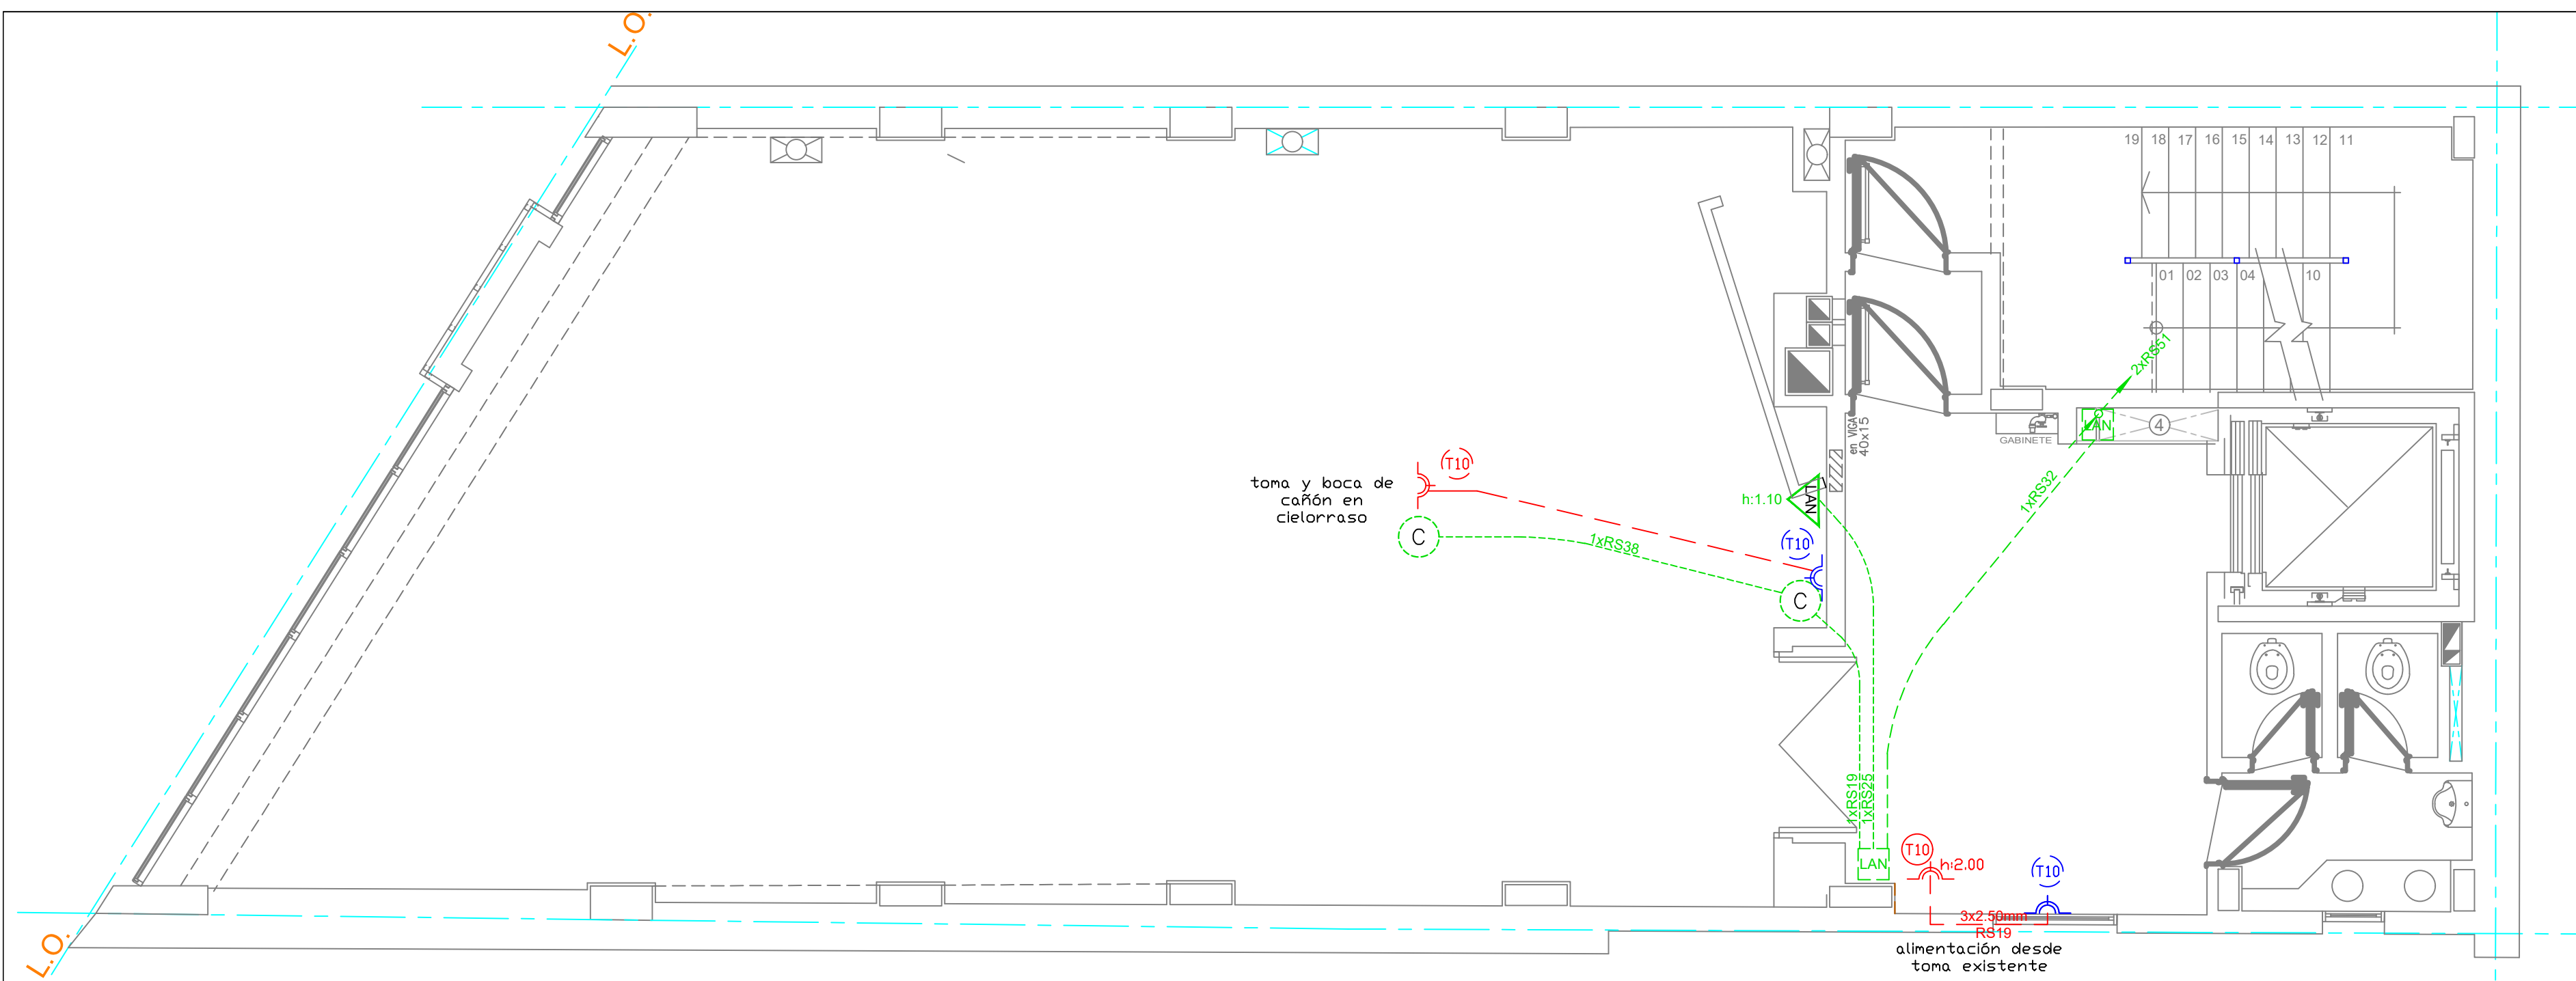 L.O.
19 18 17 16 15 14 13 12 11
01 02 03 04 10
2xRS51
LAN
4
GABINETE
en VIGA
40x15
T10
toma y boca de
cañón en
cielorraso
C
1xRS38
h:1.10
LAN
T10
C
1xRS32
1xRS19
1xRS25
LAN
T10
h:2.00
T10
3x2.50mm
RS19
alimentación desde
toma existente
L.O.